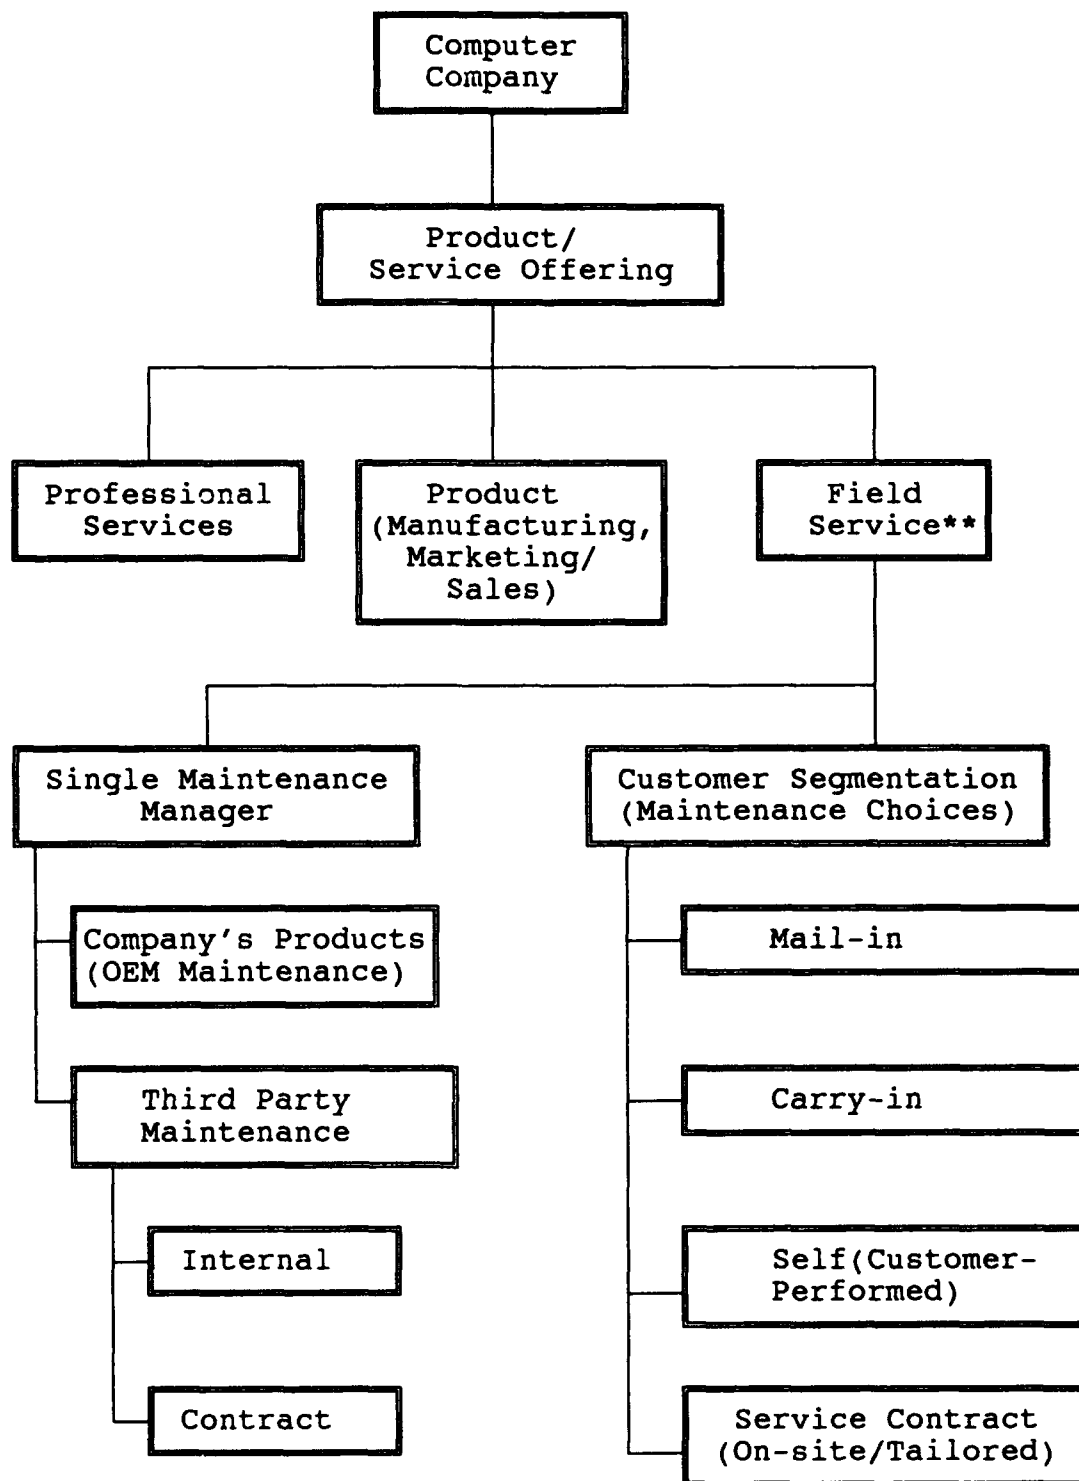 Computer
Company
Product/
Service Offering
Professional
Services
Product
(Manufacturing,
Marketing/
Sales)
Field
Service**
Single Maintenance
Manager
Customer Segmentation
(Maintenance Choices)
Company's Products
(OEM Maintenance)
Third Party
Maintenance
Internal
Contract
Mail-in
Carry-in
Self(Customer-
Performed)
Service Contract
(On-site/Tailored)